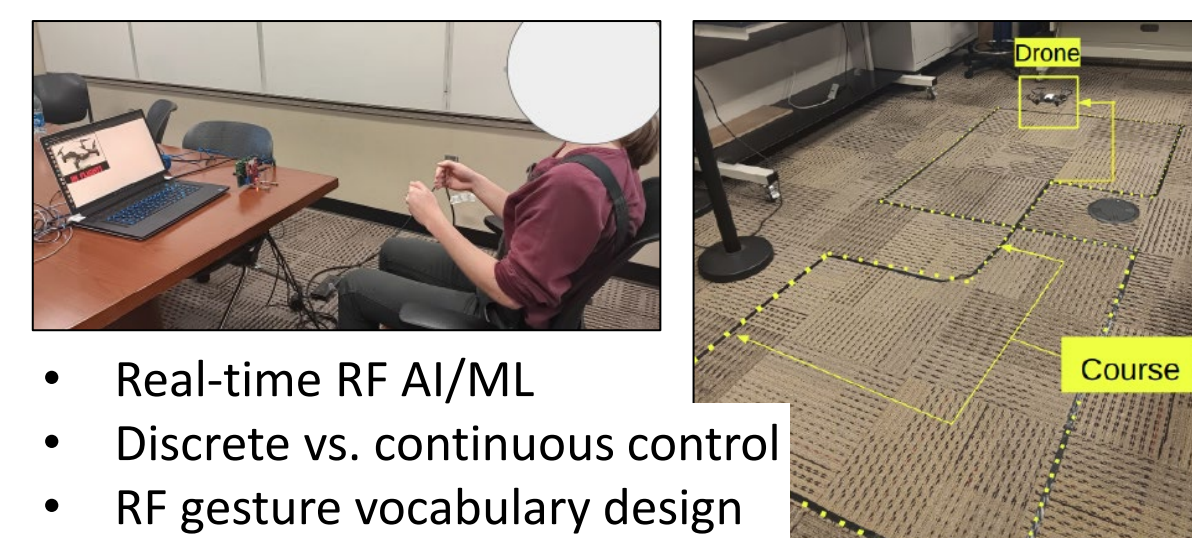 Drone
Course
• Real-time RF AI/ML
• Discrete vs. continuous control
• RF gesture vocabulary design